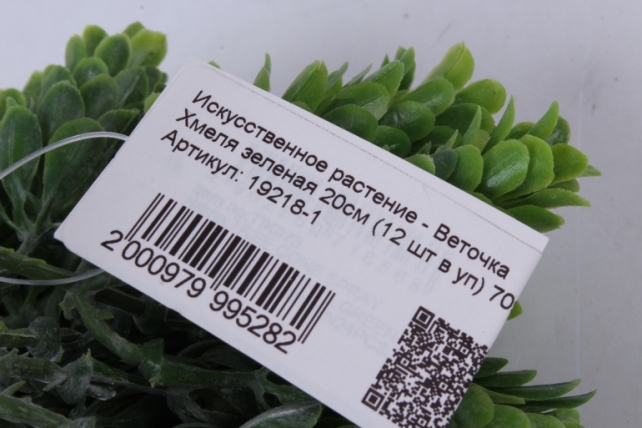 Искусственное растение - Веточка
Хмеля зеленая 20см (12 шт в уп) 70
Артикул: 19218-1
2 000979 995282